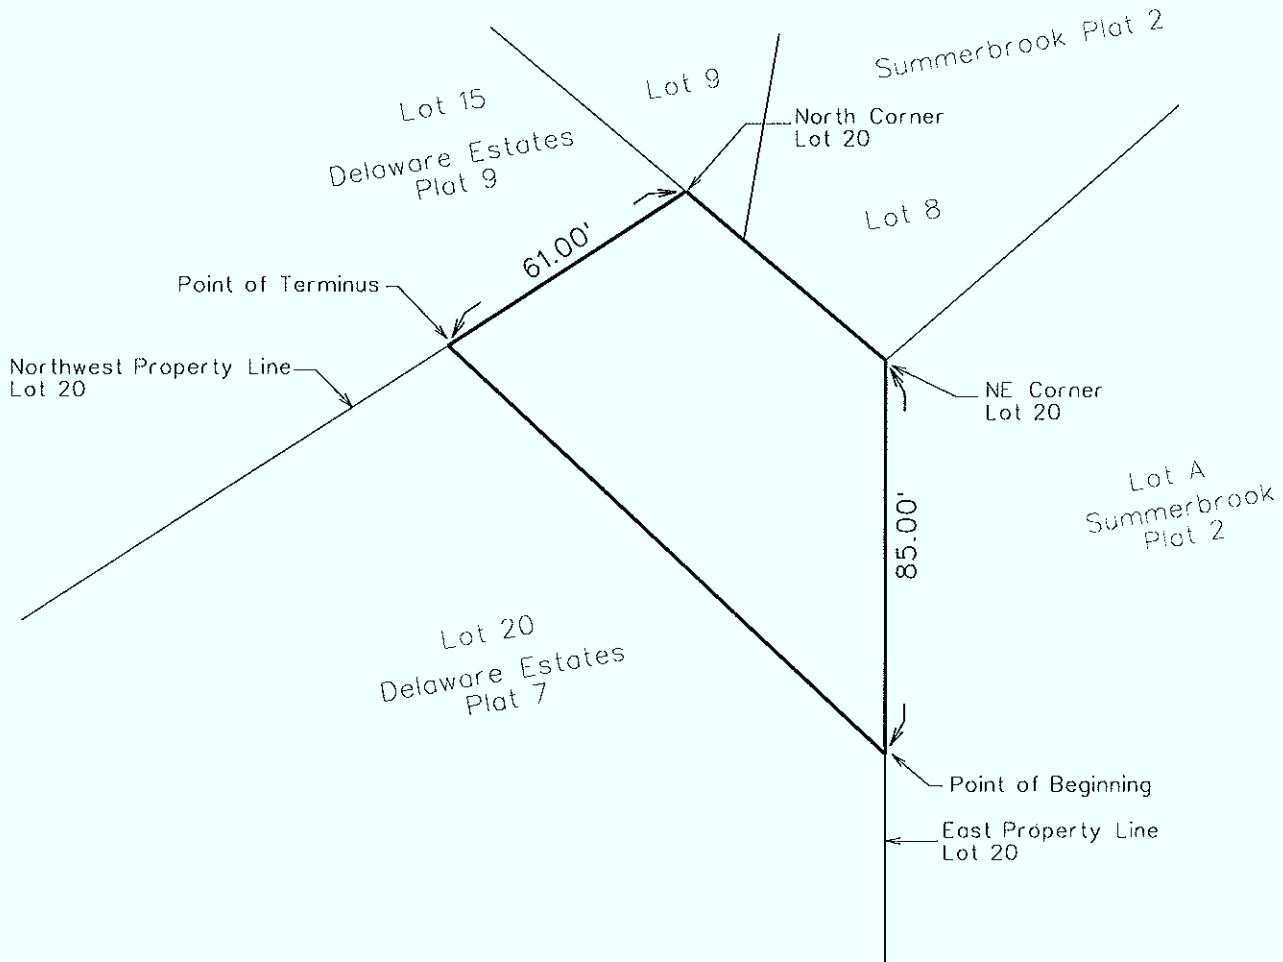 Summerbrook Plat 2
Lot 9
Lot 15
North Corner
Lot 20
Delaware Estates
Plat 9
Lot 8
61.00'
Point of Terminus
Northwest Property Line
Lot 20
NE Corner
Lot 20
Lot A
Summerbrook
Plat 2
85.00'
Lot 20
Delaware Estates
Plat 7
Point of Beginning
East Property Line
Lot 20